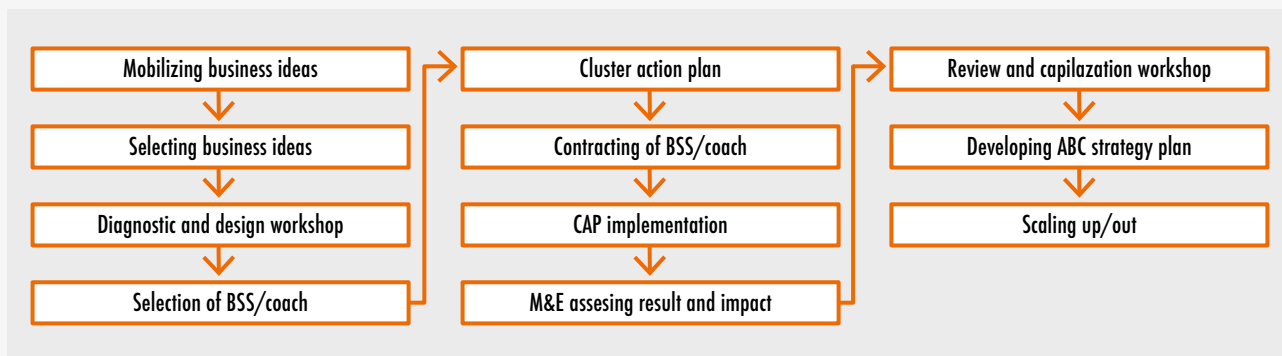 Mobilizing business ideas
Selecting business ideas
Diagnostic and design workshop
Selection of BSS/coach
Cluster action plan
Contracting of BSS/coach
CAP implementation
M&E assesing result and impact
Review and capilazation workshop
Developing ABC strategy plan
Scaling up/out